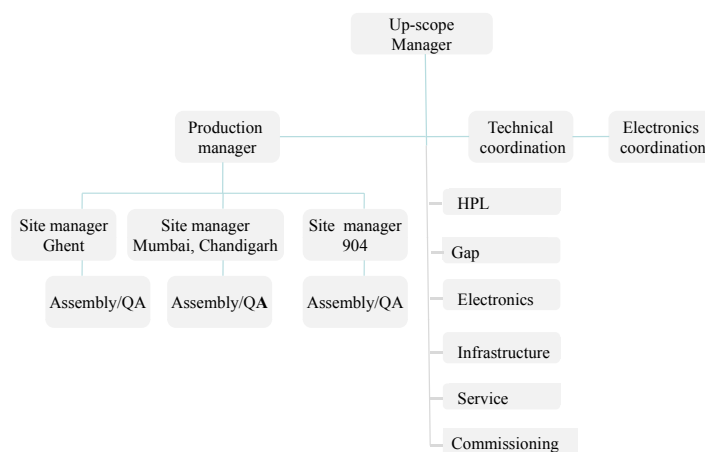 Up-scope
Manager
Production
manager
Technical
coordination
Electronics
coordination
Site manager
Ghent
Site manager
Mumbai, Chandigarh
Site manager
904
Assembly/QA
Assembly/QA
Assembly/QA
HPL
Gap
Electronics
Infrastructure
Service
Commissioning